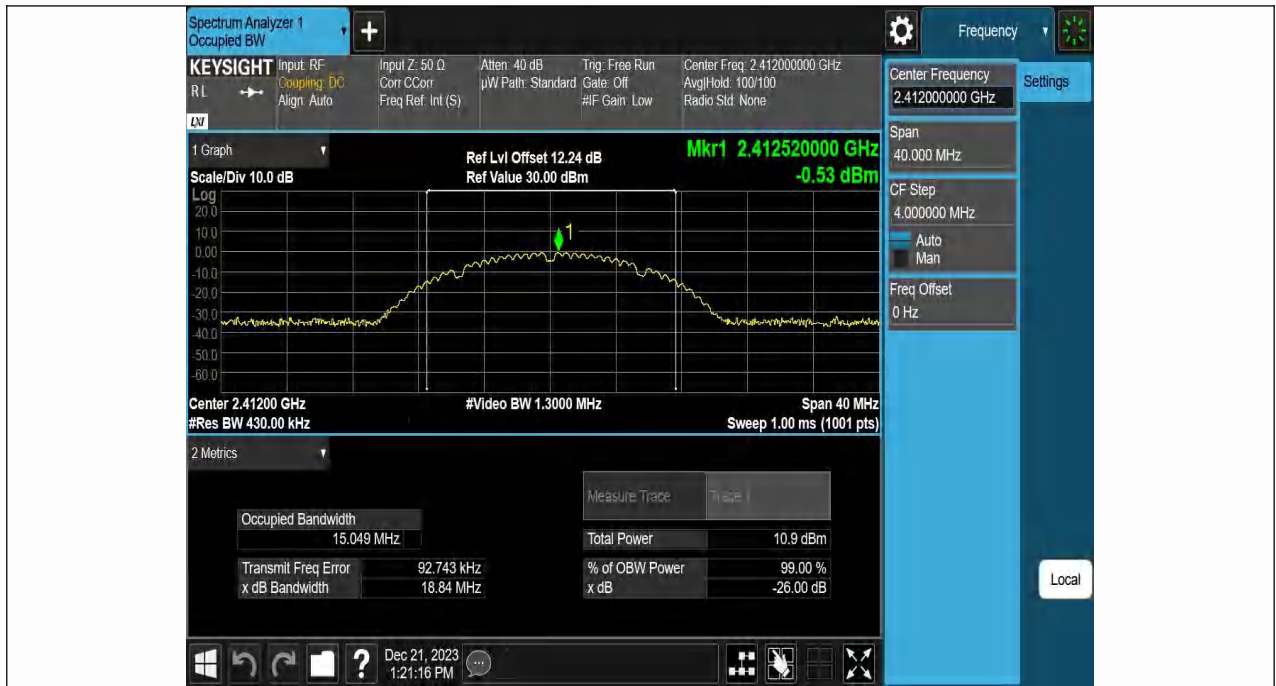 Spectrum Analyzer 1
Occupied BW
+
Frequency
KEYSIGHT
RL
LXI
Input: RF
Coupling: DC
Align: Auto
Input Z: 50 Ω
Corr CCorr
Freq Ref: Int (S)
Atten: 40 dB
µW Path: Standard
Trig: Free Run
Gate: Off
#IF Gain: Low
Center Freq: 2.412000000 GHz
Avg|Hold: 100/100
Radio Std: None
Center Frequency
2.412000000 GHz
Settings
Span
40.000 MHz
CF Step
4.000000 MHz
Auto
Man
Freq Offset
0 Hz
1 Graph
Scale/Div 10.0 dB
Ref Lvl Offset 12.24 dB
Ref Value 30.00 dBm
Mkr1 2.412520000 GHz
-0.53 dBm
Log
20.0
10.0
0.00
-10.0
-20.0
-30.0
-40.0
-50.0
-60.0
1
Center 2.41200 GHz
#Video BW 1.3000 MHz
Span 40 MHz
#Res BW 430.00 kHz
Sweep 1.00 ms (1001 pts)
2 Metrics
Measure Trace
Trace 1
Occupied Bandwidth
15.049 MHz
Total Power 10.9 dBm
Transmit Freq Error 92.743 kHz
% of OBW Power 99.00 %
x dB Bandwidth 18.84 MHz
x dB -26.00 dB
Local
?
Dec 21, 2023
1:21:16 PM